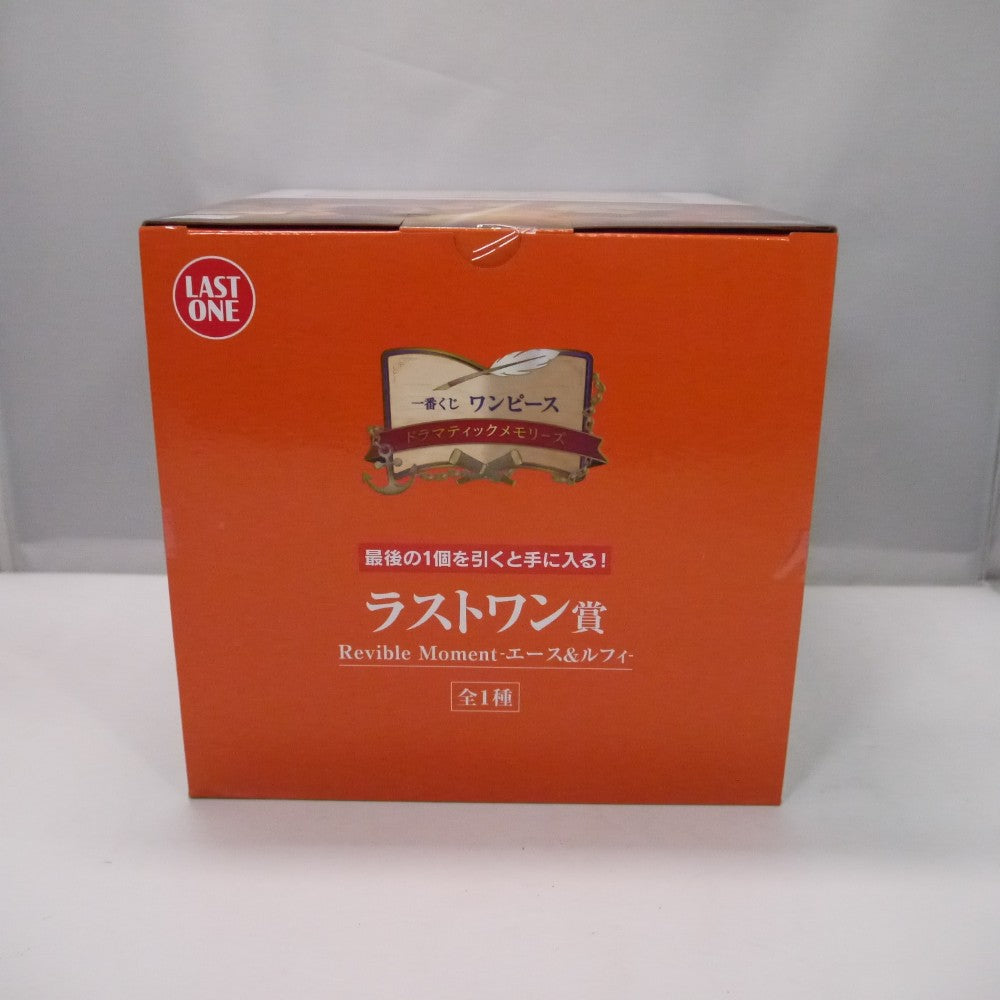 LAST
ONE
一番くじ ワンピース
ドラマティックメモリーズ
最後の1個を引くと手に入る!
ラストワン賞
Revible Moment-エース&ルフィ-
全1種